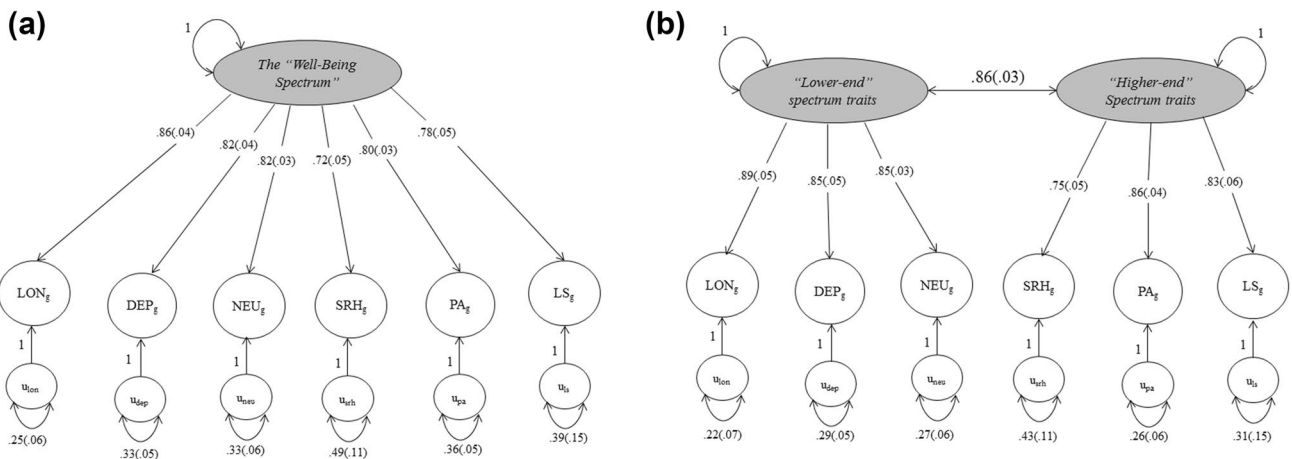 (a)
1
The “Well-Being
Spectrum”
.86(.04)
.82(.04)
.82(.03)
.72(.05)
.80(.03)
.78(.05)
LONg
DEPg
NEUg
SRHg
PAg
LSg
1
1
1
1
1
1
ulon
udep
uneu
usrh
upa
uls
.25(.06)
.33(.05)
.33(.06)
.49(.11)
.36(.05)
.39(.15)
(b)
1
“Lower-end”
spectrum traits
.86(.03)
1
“Higher-end”
Spectrum traits
.89(.05)
.85(.05)
.85(.03)
.75(.05)
.86(.04)
.83(.06)
LONg
DEPg
NEUg
SRHg
PAg
LSg
1
1
1
1
1
1
ulon
udep
uneu
usrh
upa
uls
.22(.07)
.29(.05)
.27(.06)
.43(.11)
.26(.06)
.31(.15)